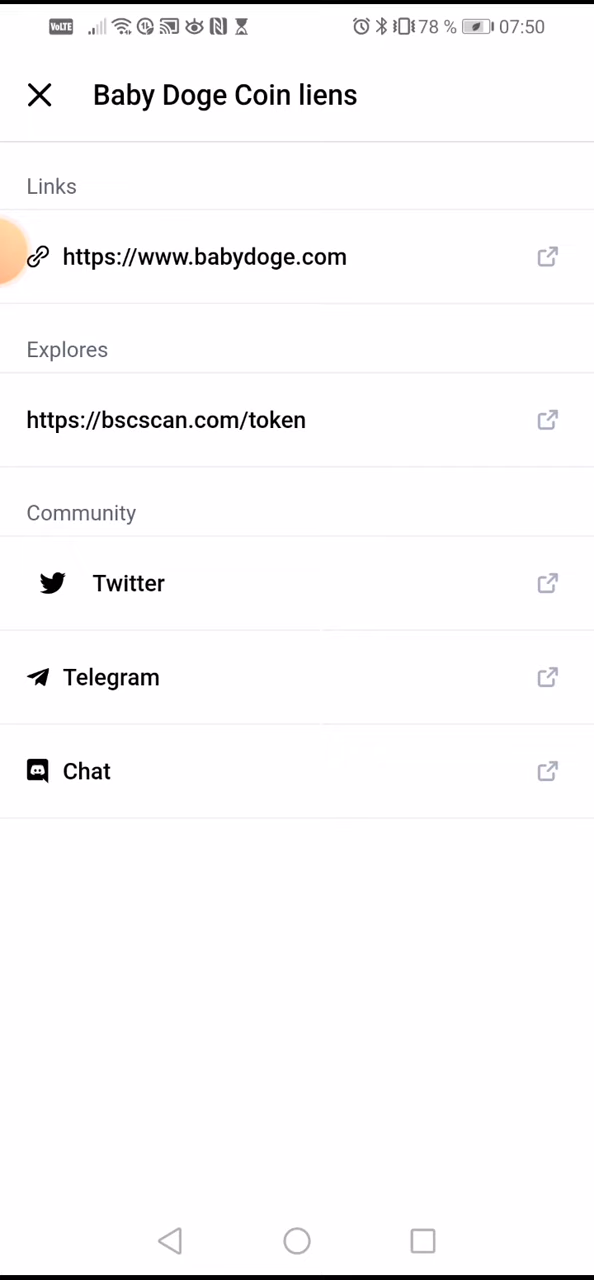 VoLTE 78 % 07:50
Baby Doge Coin liens
Links
https://www.babydoge.com
Explores
https://bscscan.com/token
Community
Twitter
Telegram
Chat